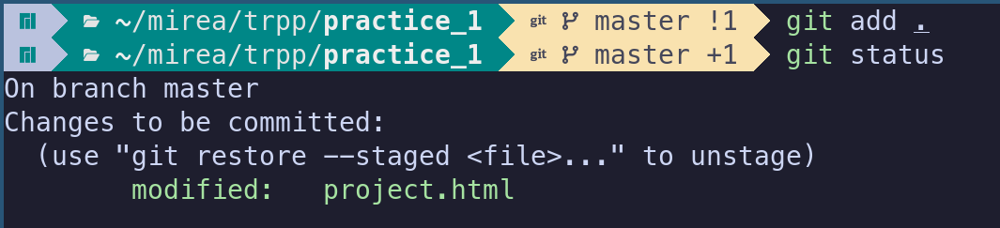 ~/mirea/trpp/practice_1 git master !1 git add .
~/mirea/trpp/practice_1 git master +1 git status
On branch master
Changes to be committed:
  (use "git restore --staged <file>..." to unstage)
        modified:   project.html